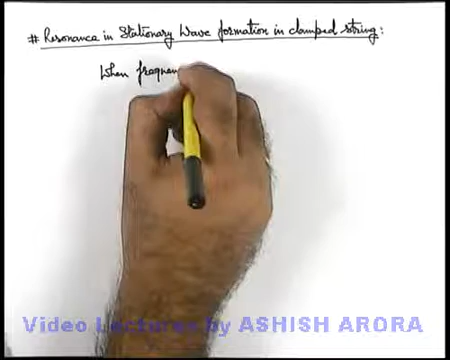 # Resonance in Stationary Wave formation in clamped string:
When frequen
Video Lectures by ASHISH ARORA